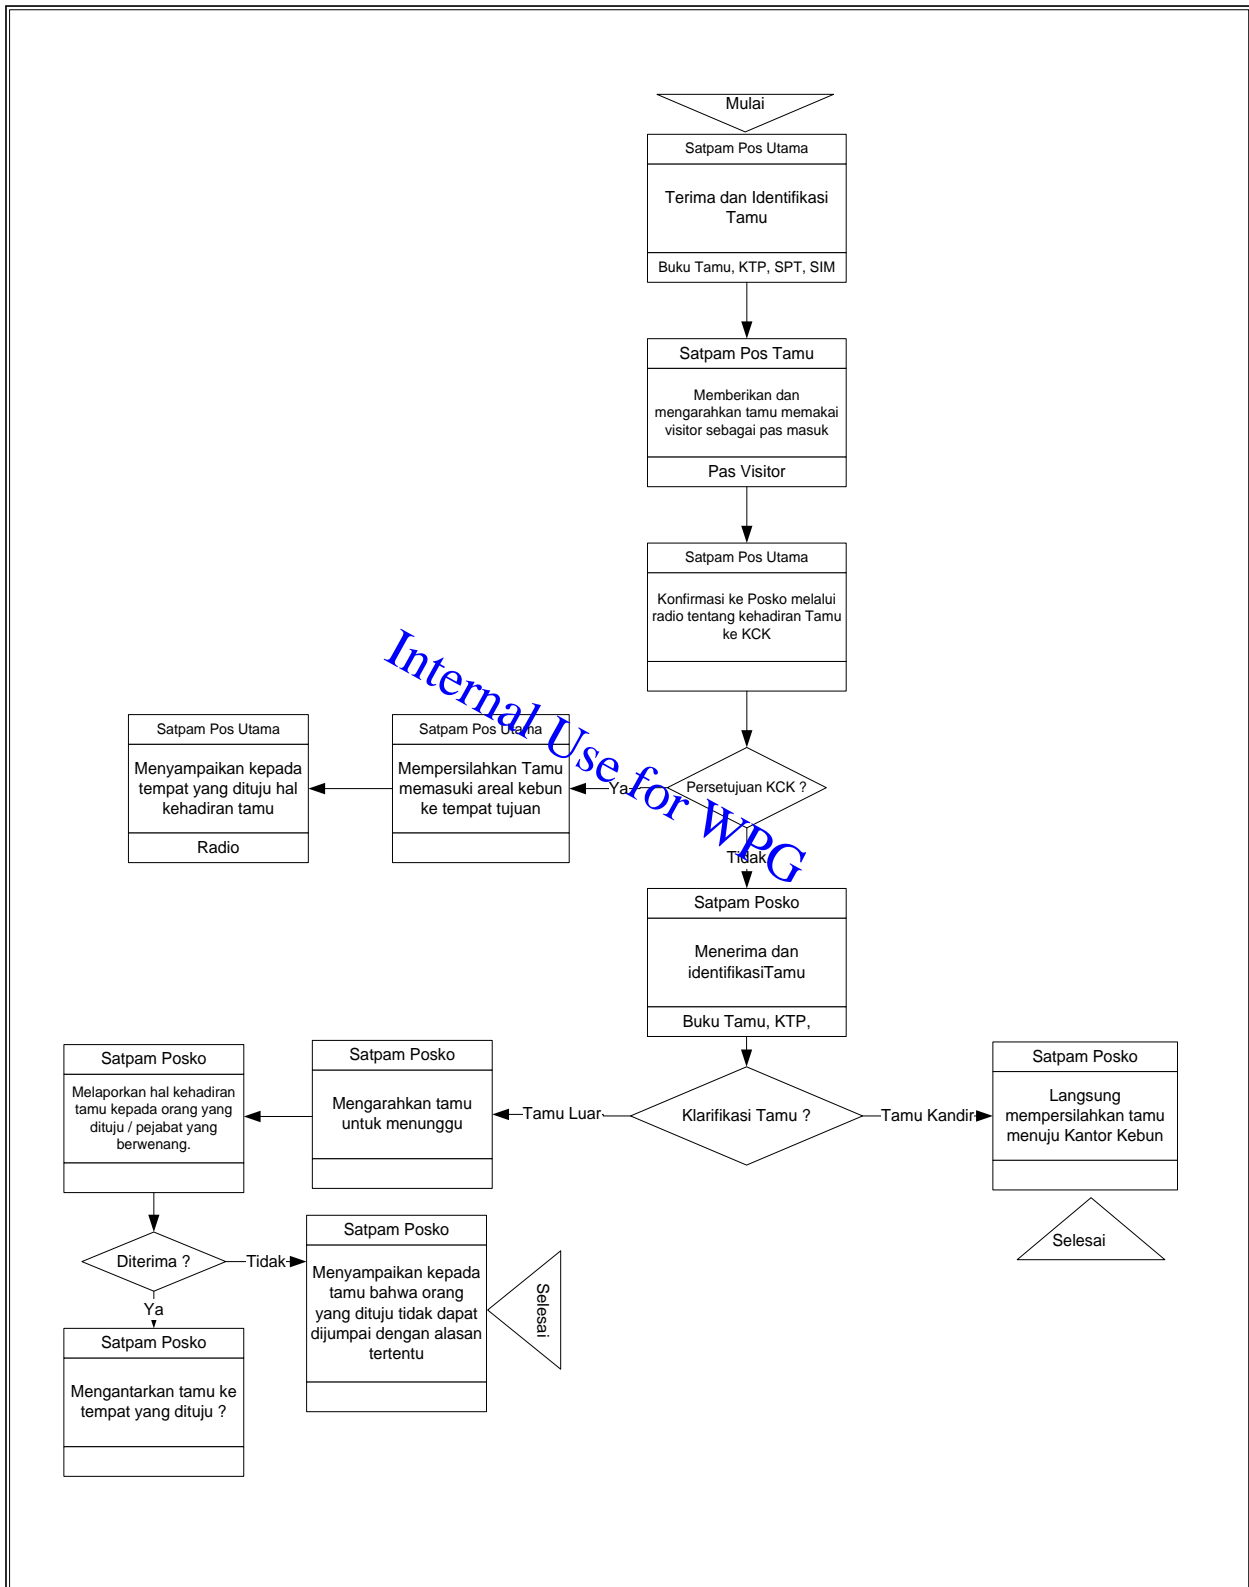 Mulai
Satpam Pos Utama
Terima dan Identifikasi
Tamu
Buku Tamu, KTP, SPT, SIM
Satpam Pos Tamu
Memberikan dan
mengarahkan tamu memakai
visitor sebagai pas masuk
Pas Visitor
Satpam Pos Utama
Konfirmasi ke Posko melalui
radio tentang kehadiran Tamu
ke KCK
Internal Use for WPG
Persetujuan KCK ?
Ya
Satpam Pos Utama
Mempersilahkan Tamu
memasuki areal kebun
ke tempat tujuan
Satpam Pos Utama
Menyampaikan kepada
tempat yang dituju hal
kehadiran tamu
Radio
Tidak
Satpam Posko
Menerima dan
identifikasiTamu
Buku Tamu, KTP,
Klarifikasi Tamu ?
Tamu Kandir
Satpam Posko
Langsung
mempersilahkan tamu
menuju Kantor Kebun
Selesai
Tamu Luar
Satpam Posko
Mengarahkan tamu
untuk menunggu
Satpam Posko
Melaporkan hal kehadiran
tamu kepada orang yang
dituju / pejabat yang
berwenang.
Diterima ?
Tidak
Satpam Posko
Menyampaikan kepada
tamu bahwa orang
yang dituju tidak dapat
dijumpai dengan alasan
tertentu
Selesai
Ya
Satpam Posko
Mengantarkan tamu ke
tempat yang dituju ?